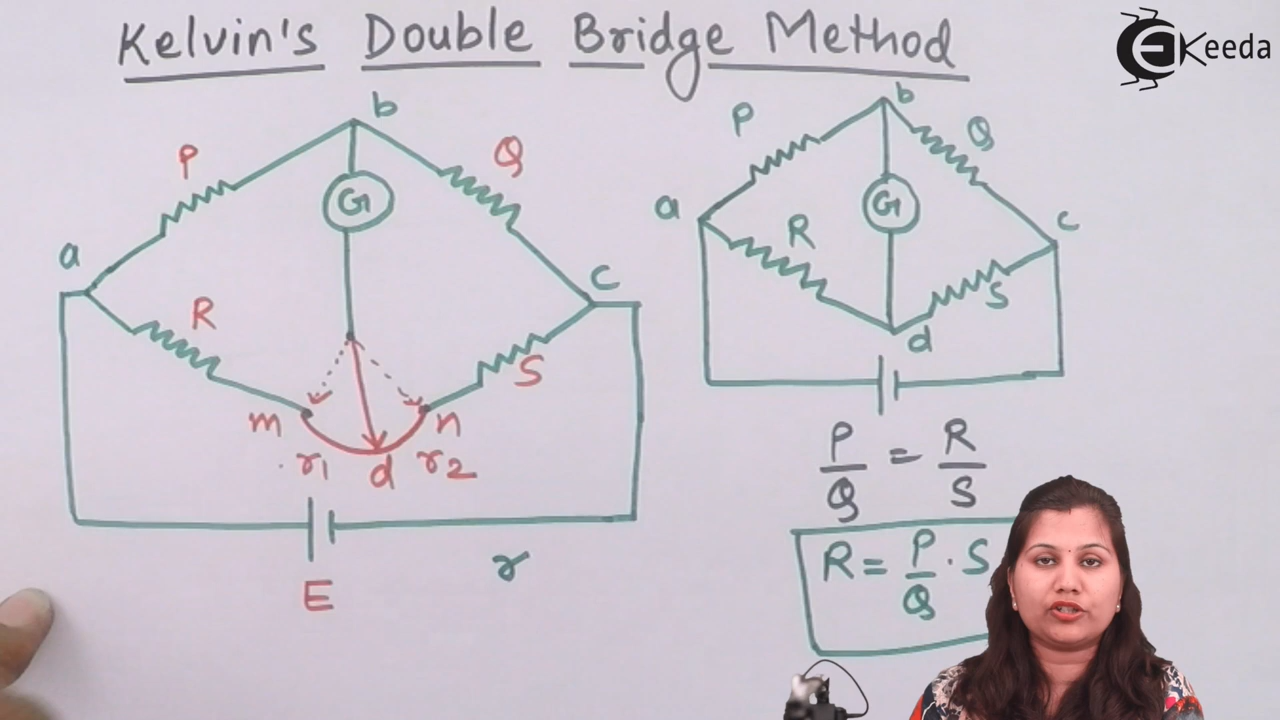 Kelvin's Double Bridge Method
EKeeda
b
P
Q
G
a
c
R
S
m
n
r1
d
r2
E
r
b
P
Q
a
G
c
R
S
d
P/Q = R/S
R = P/Q · S